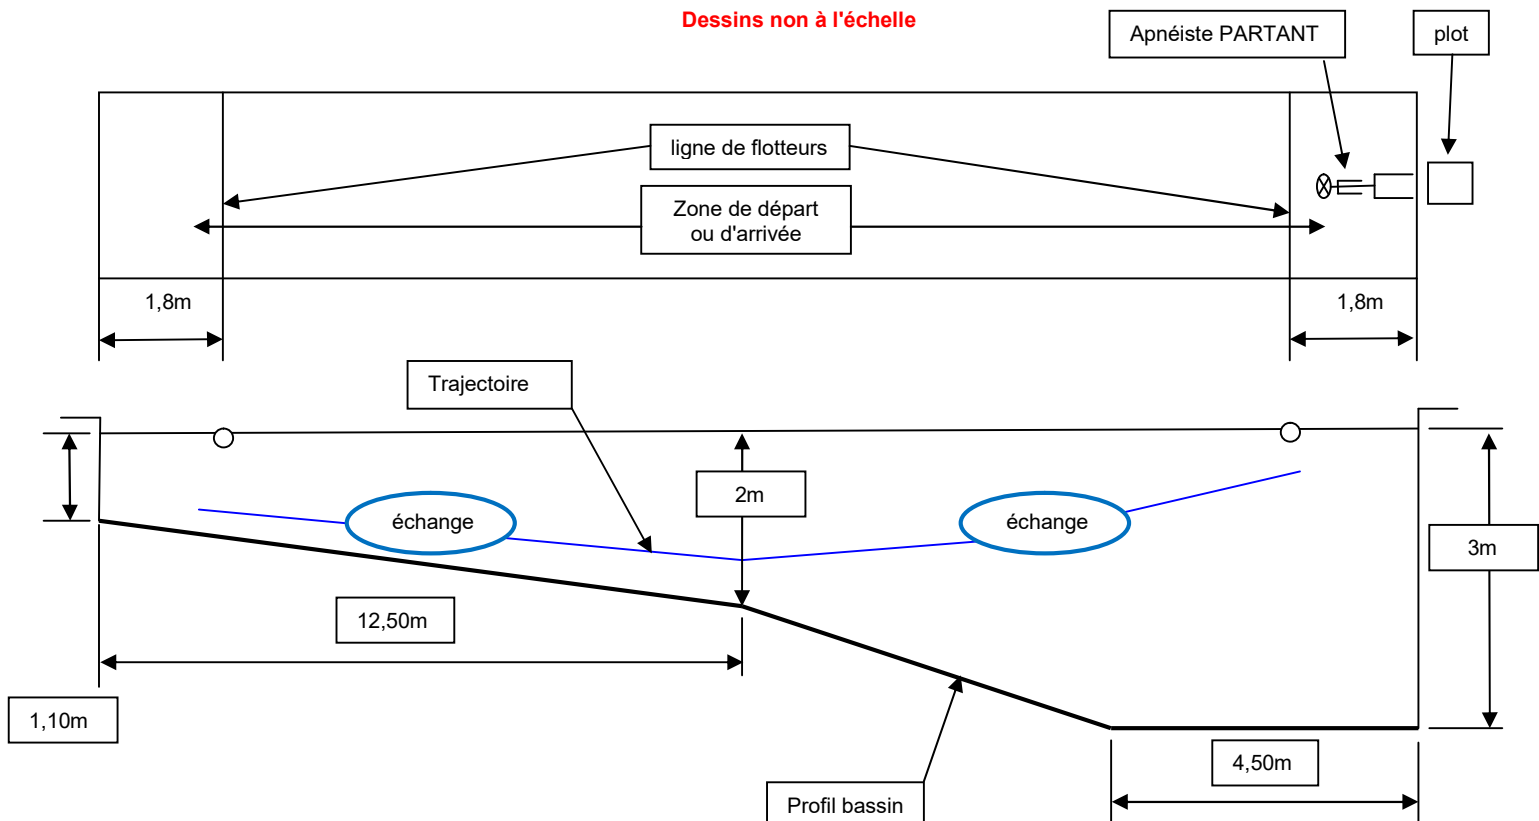 Dessins non à l'échelle
Apnéiste PARTANT
plot
ligne de flotteurs
Zone de départ
ou d'arrivée
1,8m
1,8m
Trajectoire
2m
échange
échange
3m
12,50m
1,10m
4,50m
Profil bassin